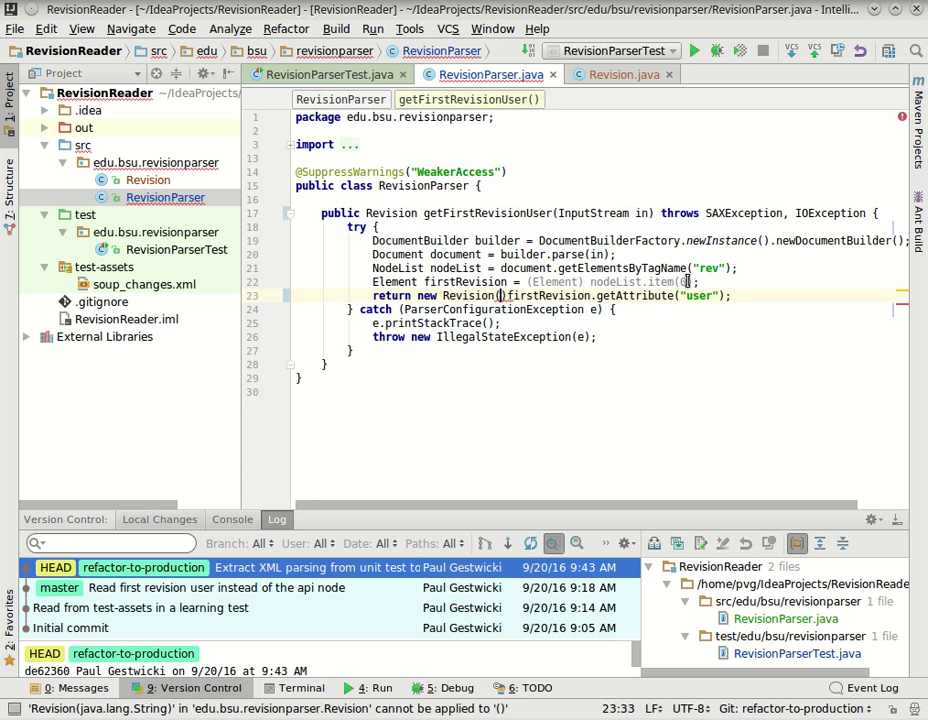 RevisionReader - [~/IdeaProjects/RevisionReader] - [RevisionReader] - ~/IdeaProjects/RevisionReader/src/edu/bsu/revisionparser/RevisionParser.java - Intelli...
File Edit View Navigate Code Analyze Refactor Build Run Tools VCS Window Help
RevisionReader src edu bsu revisionparser RevisionParser RevisionParserTest VCS VCS
Project RevisionParserTest.java RevisionParser.java Revision.java
1: Project
7: Structure
2: Favorites
Maven Projects
Ant Build
RevisionReader ~/IdeaProjects/
.idea
out
src
edu.bsu.revisionparser
Revision
RevisionParser
test
edu.bsu.revisionparser
RevisionParserTest
test-assets
soup_changes.xml
.gitignore
RevisionReader.iml
External Libraries
RevisionParser getFirstRevisionUser()
1 package edu.bsu.revisionparser;
2
3 import ...
13
14 @SuppressWarnings("WeakerAccess")
15 public class RevisionParser {
16
17 public Revision getFirstRevisionUser(InputStream in) throws SAXException, IOException {
18 try {
19 DocumentBuilder builder = DocumentBuilderFactory.newInstance().newDocumentBuilder();
20 Document document = builder.parse(in);
21 NodeList nodeList = document.getElementsByTagName("rev");
22 Element firstRevision = (Element) nodeList.item(0);
23 return new Revision()firstRevision.getAttribute("user");
24 } catch (ParserConfigurationException e) {
25 e.printStackTrace();
26 throw new IllegalStateException(e);
27 }
28 }
29 }
30
Version Control: Local Changes Console Log
Branch: All User: All Date: All Paths: All
HEAD refactor-to-production Extract XML parsing from unit test to Paul Gestwicki 9/20/16 9:43 AM
master Read first revision user instead of the api node Paul Gestwicki 9/20/16 9:18 AM
Read from test-assets in a learning test Paul Gestwicki 9/20/16 9:14 AM
Initial commit Paul Gestwicki 9/20/16 9:05 AM
HEAD refactor-to-production
de62360 Paul Gestwicki on 9/20/16 at 9:43 AM
RevisionReader 2 files
/home/pvg/IdeaProjects/RevisionReade
src/edu/bsu/revisionparser 1 file
RevisionParser.java
test/edu/bsu/revisionparser 1 file
RevisionParserTest.java
0: Messages 9: Version Control Terminal 4: Run 5: Debug 6: TODO Event Log
'Revision(java.lang.String)' in 'edu.bsu.revisionparser.Revision' cannot be applied to '()' 23:33 LF UTF-8 Git: refactor-to-production